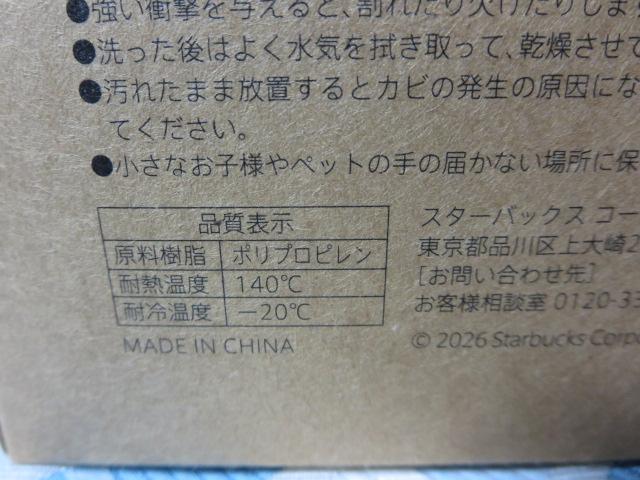 ●強い衝撃を与えると、割れたり欠けたりしま
●洗った後はよく水気を拭き取って、乾燥させて
●汚れたまま放置するとカビの発生の原因にな
てください。
●小さなお子様やペットの手の届かない場所に保
品質表示
原料樹脂 ポリプロピレン
耐熱温度 140℃
耐冷温度 −20℃
MADE IN CHINA
スターバックス コー
東京都品川区上大崎2
[お問い合わせ先]
お客様相談室 0120-33
© 2026 Starbucks Corpo